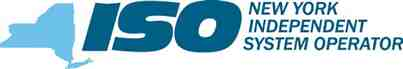 ISO
NEW YORK
INDEPENDENT
SYSTEM OPERATOR